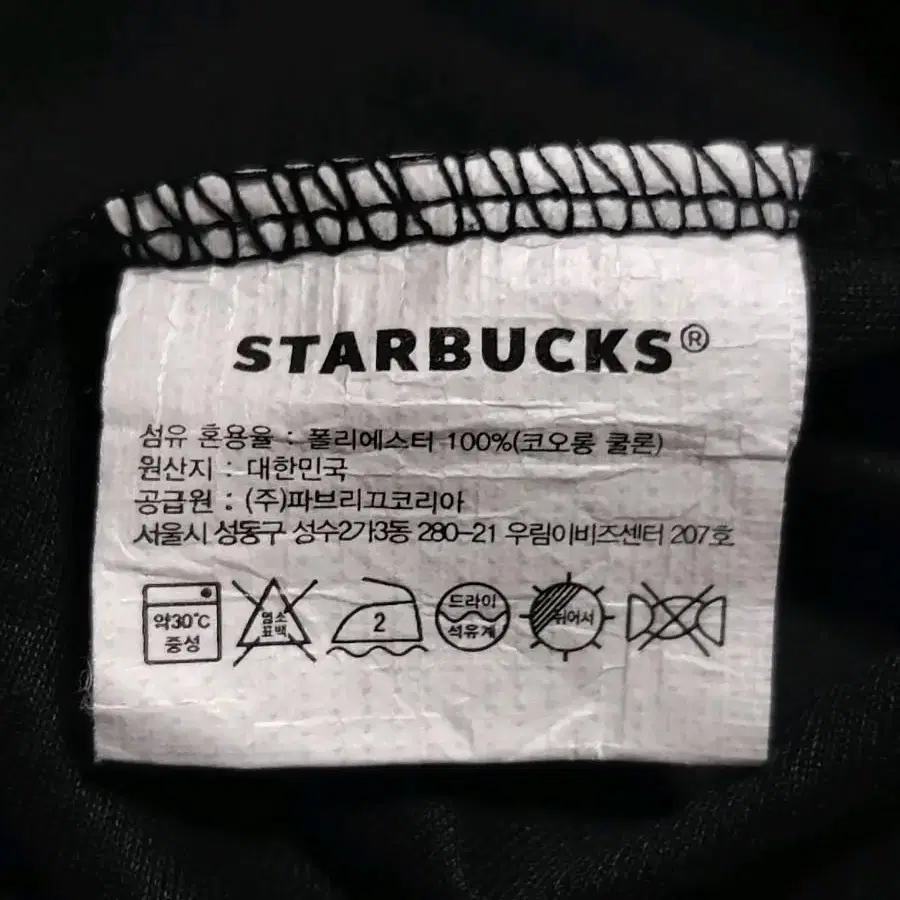 STARBUCKS®
섬유 혼용율 : 폴리에스터 100%(코오롱 쿨론)
원산지 : 대한민국
공급원 : (주)파브리끄코리아
서울시 성동구 성수2가3동 280-21 우림이비즈센터 207호
약30℃
중성
염소
표백
2
드라이
석유계
뉘어서